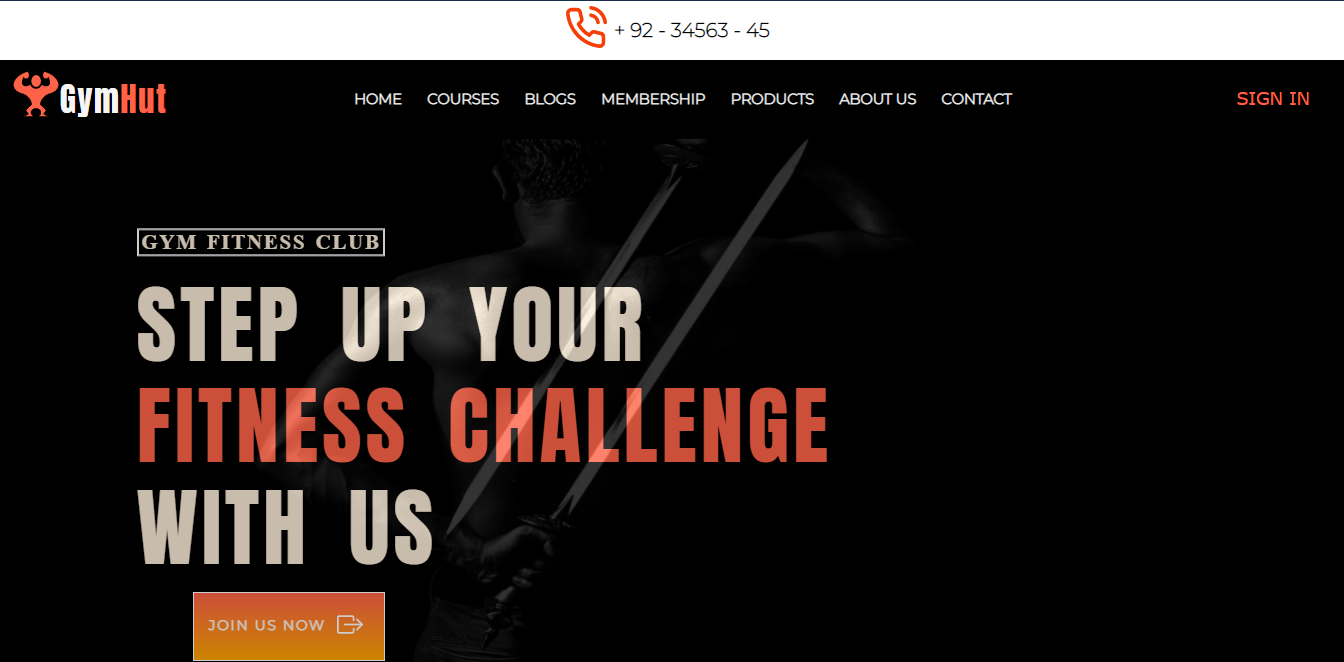 + 92 - 34563 - 45
GymHut
HOME COURSES BLOGS MEMBERSHIP PRODUCTS ABOUT US CONTACT
SIGN IN
GYM FITNESS CLUB
STEP UP YOUR
FITNESS CHALLENGE
WITH US
JOIN US NOW